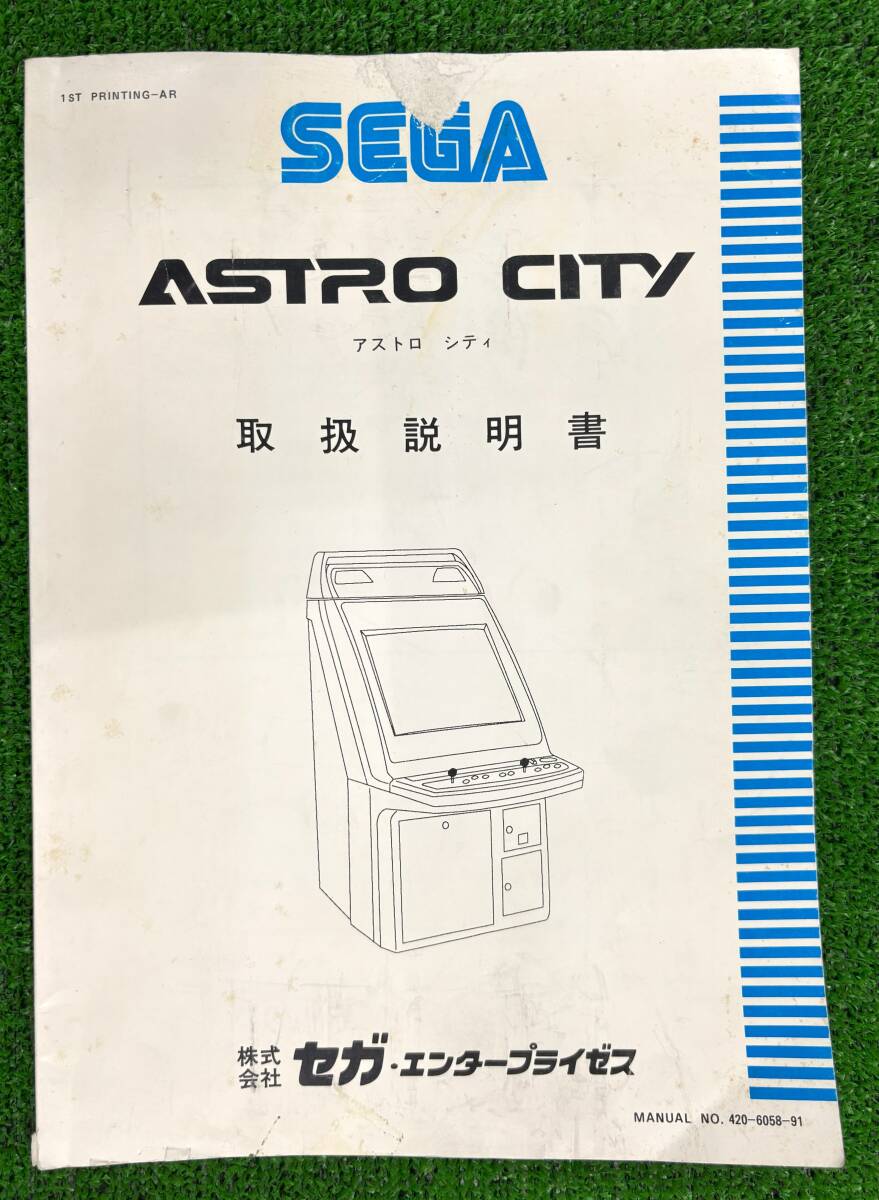 1ST PRINTING-AR
SEGA
ASTRO CITY
アストロ シティ
取扱説明書
株式会社 セガ・エンタープライゼス
MANUAL NO. 420-6058-91